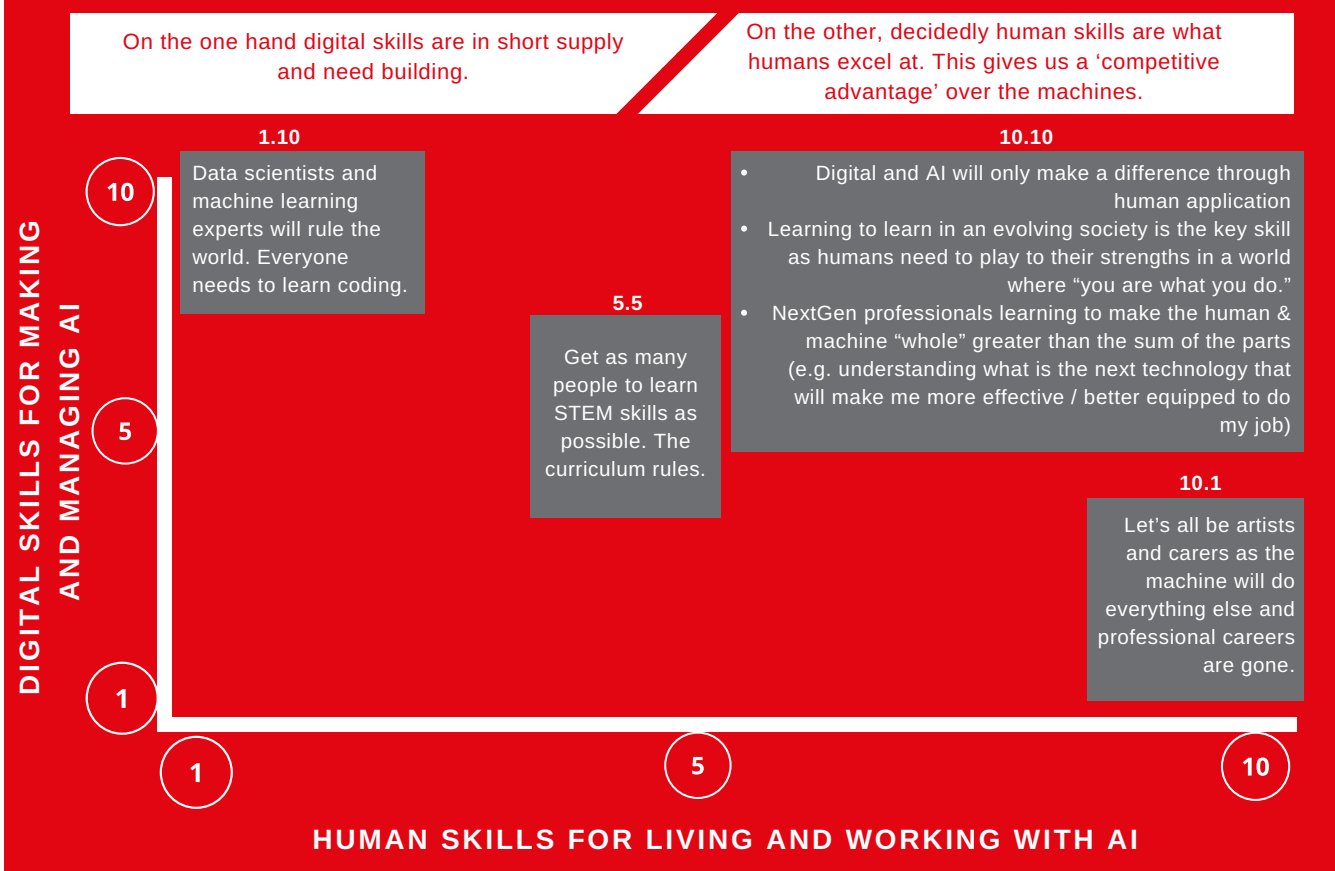 On the one hand digital skills are in short supply
and need building.
On the other, decidedly human skills are what
humans excel at. This gives us a ‘competitive
advantage’ over the machines.
1.10
Data scientists and
machine learning
experts will rule the
world. Everyone
needs to learn coding.
5.5
Get as many
people to learn
STEM skills as
possible. The
curriculum rules.
10.10
• Digital and AI will only make a difference through
human application
• Learning to learn in an evolving society is the key skill
as humans need to play to their strengths in a world
where “you are what you do.”
• NextGen professionals learning to make the human &
machine “whole” greater than the sum of the parts
(e.g. understanding what is the next technology that
will make me more effective / better equipped to do
my job)
10.1
Let’s all be artists
and carers as the
machine will do
everything else and
professional careers
are gone.
DIGITAL SKILLS FOR MAKING
AND MANAGING AI
10
5
1
1
5
10
HUMAN SKILLS FOR LIVING AND WORKING WITH AI